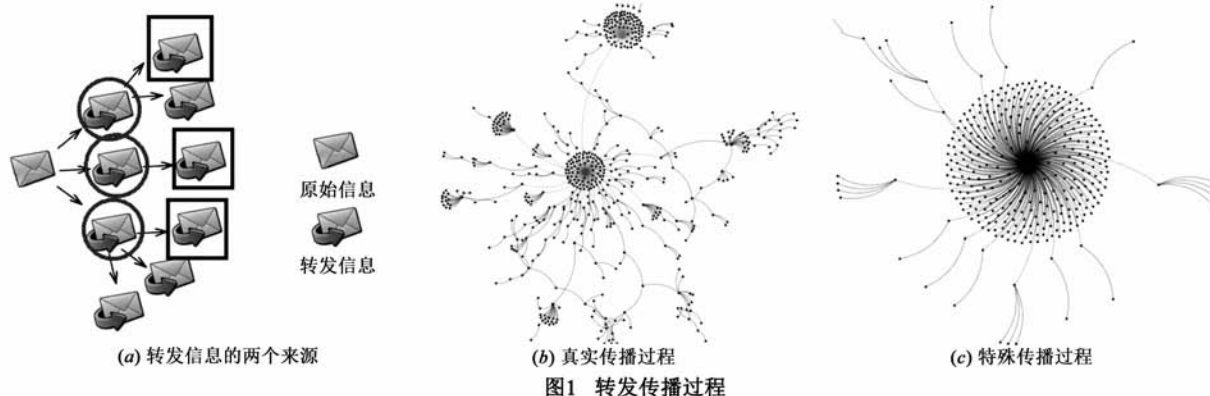 原始信息
转发信息
(a) 转发信息的两个来源
(b) 真实传播过程
(c) 特殊传播过程
图1 转发传播过程